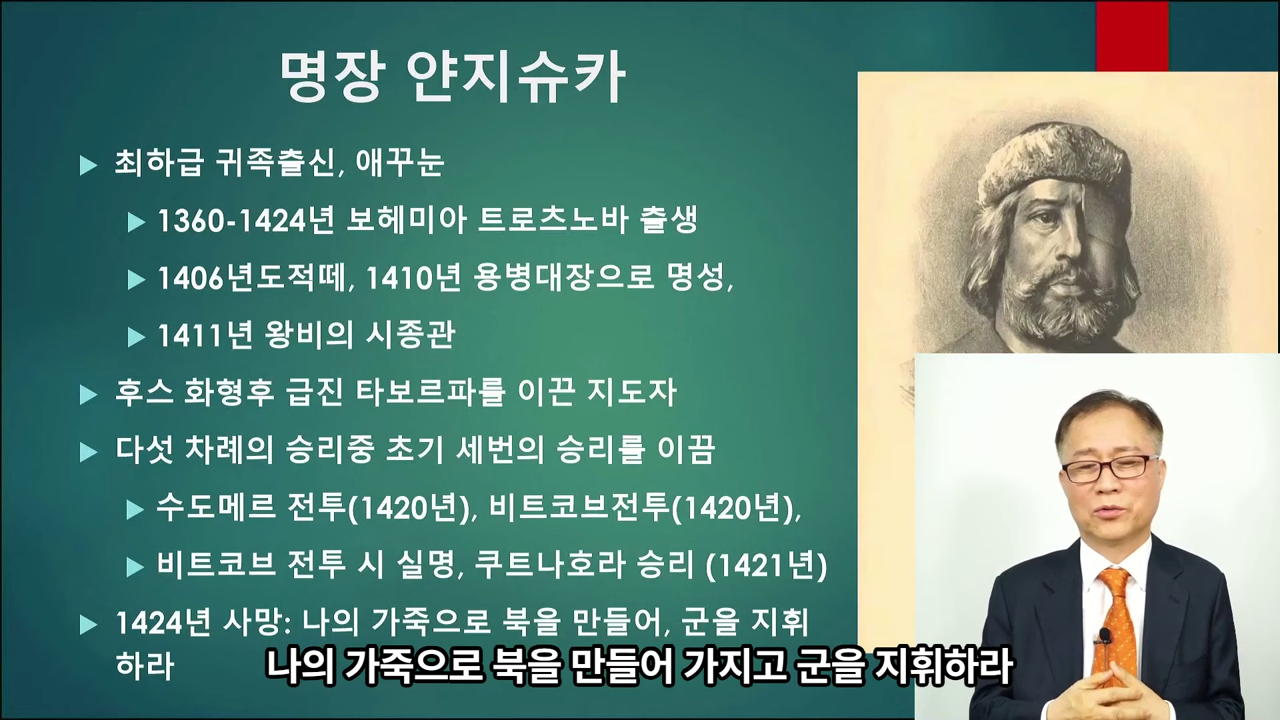 명장 얀지슈카
최하급 귀족출신, 애꾸눈
1360-1424년 보헤미아 트로츠노바 출생
1406년도적떼, 1410년 용병대장으로 명성,
1411년 왕비의 시종관
후스 화형후 급진 타보르파를 이끈 지도자
다섯 차례의 승리중 초기 세번의 승리를 이끔
수도메르 전투(1420년), 비트코브전투(1420년),
비트코브 전투 시 실명, 쿠트나호라 승리 (1421년)
1424년 사망: 나의 가죽으로 북을 만들어, 군을 지휘
하라
나의 가죽으로 북을 만들어 가지고 군을 지휘하라